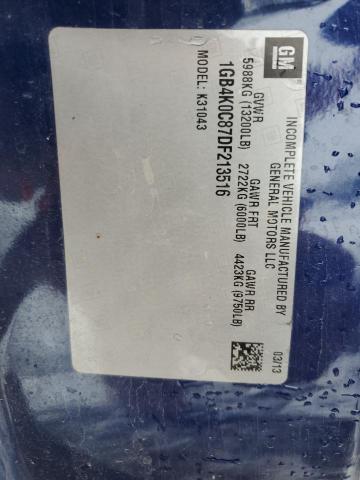 GM
INCOMPLETE VEHICLE MANUFACTURED BY
GENERAL MOTORS LLC
03/13
GVWR GAWR FRT GAWR RR
5988KG (13200LB) 2722KG (6000LB) 4423KG (9750LB)
1GB4K0C87DF213516
MODEL: K31043